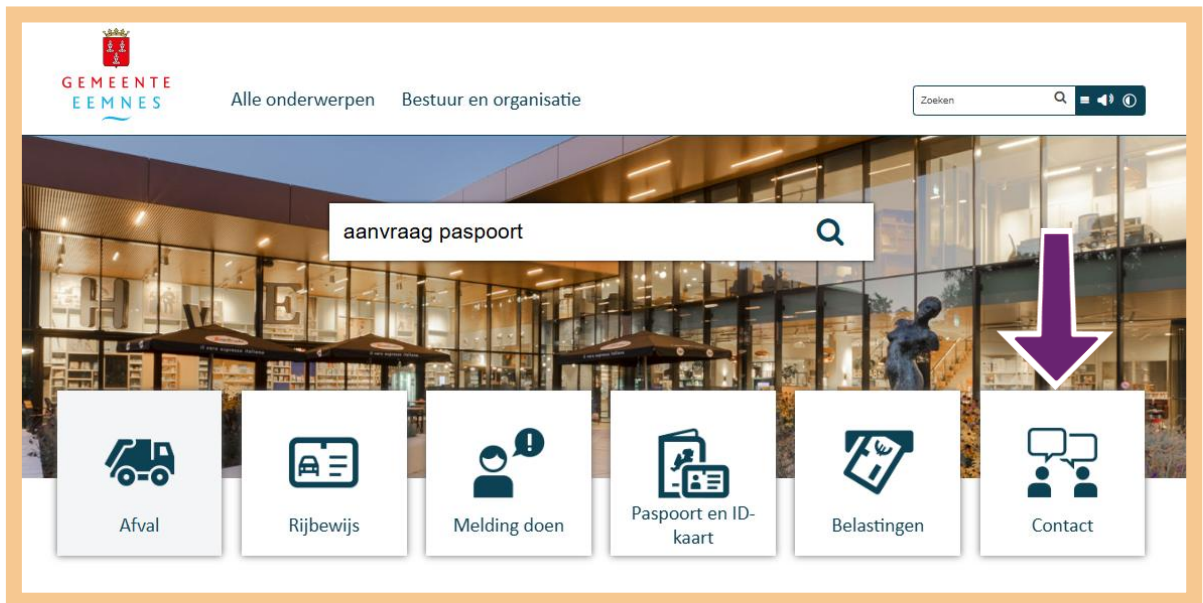 GEMEENTE
EEMNES
Alle onderwerpen
Bestuur en organisatie
Zoeken
aanvraag paspoort
H v E
Afval
Rijbewijs
Melding doen
Paspoort en ID-
kaart
Belastingen
Contact